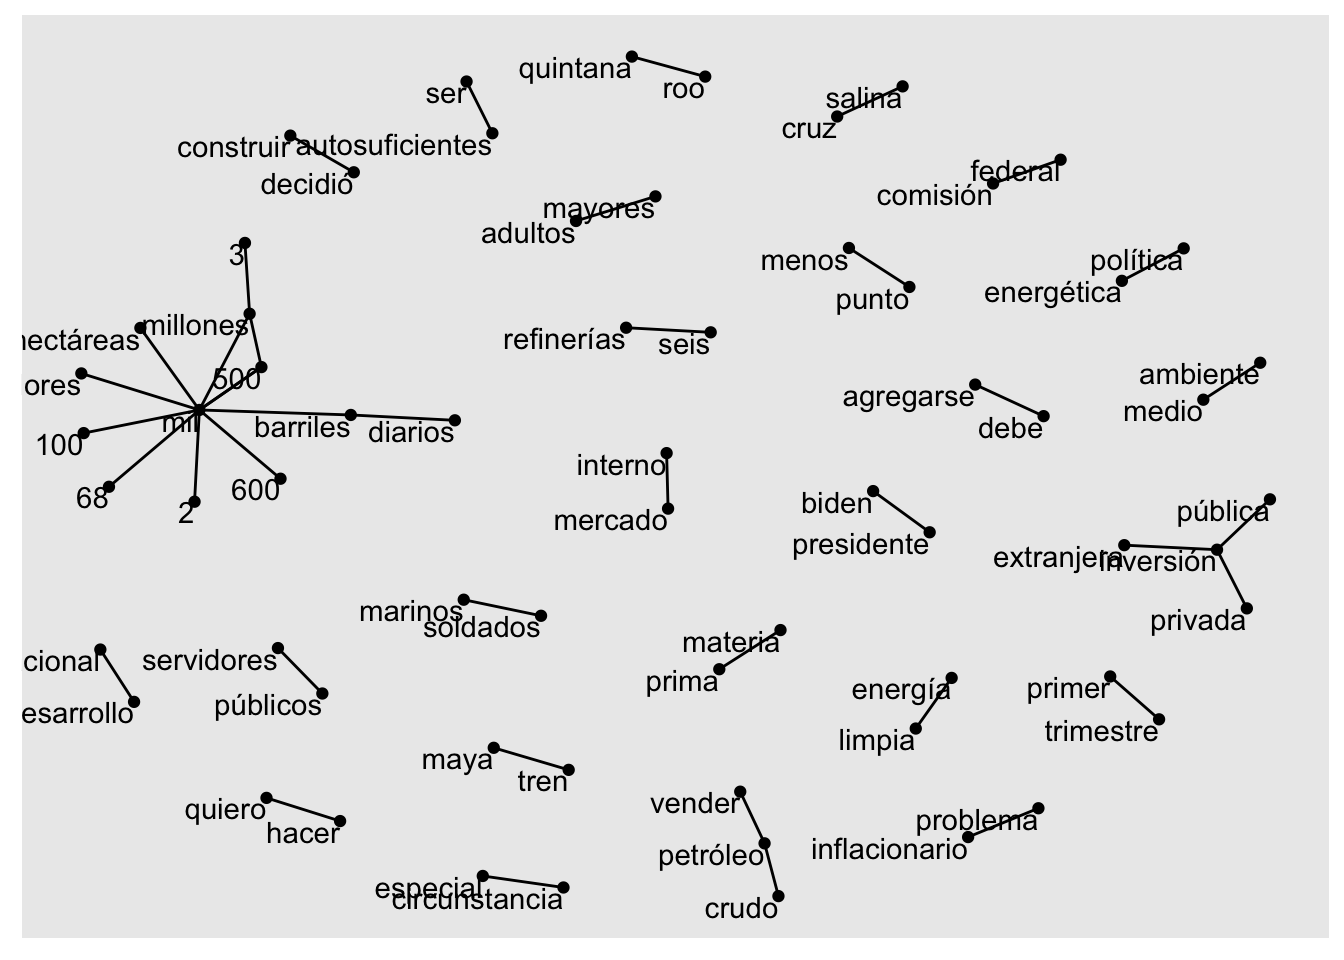 quintana
roo
ser
salina
cruz
construir
autosuficientes
decidió
federal
comisión
mayores
adultos
3
menos
política
energética
punto
millones
hectáreas
refinerías
seis
500
ores
ambiente
agregarse
medio
mil
barriles
diarios
debe
100
interno
68
600
2
biden
pública
mercado
presidente
extranjera
inversión
marinos
soldados
privada
materia
cional
servidores
prima
energía
primer
esarrollo
públicos
limpia
trimestre
maya
tren
quiero
vender
hacer
problema
petróleo
inflacionario
especial
circunstancia
crudo